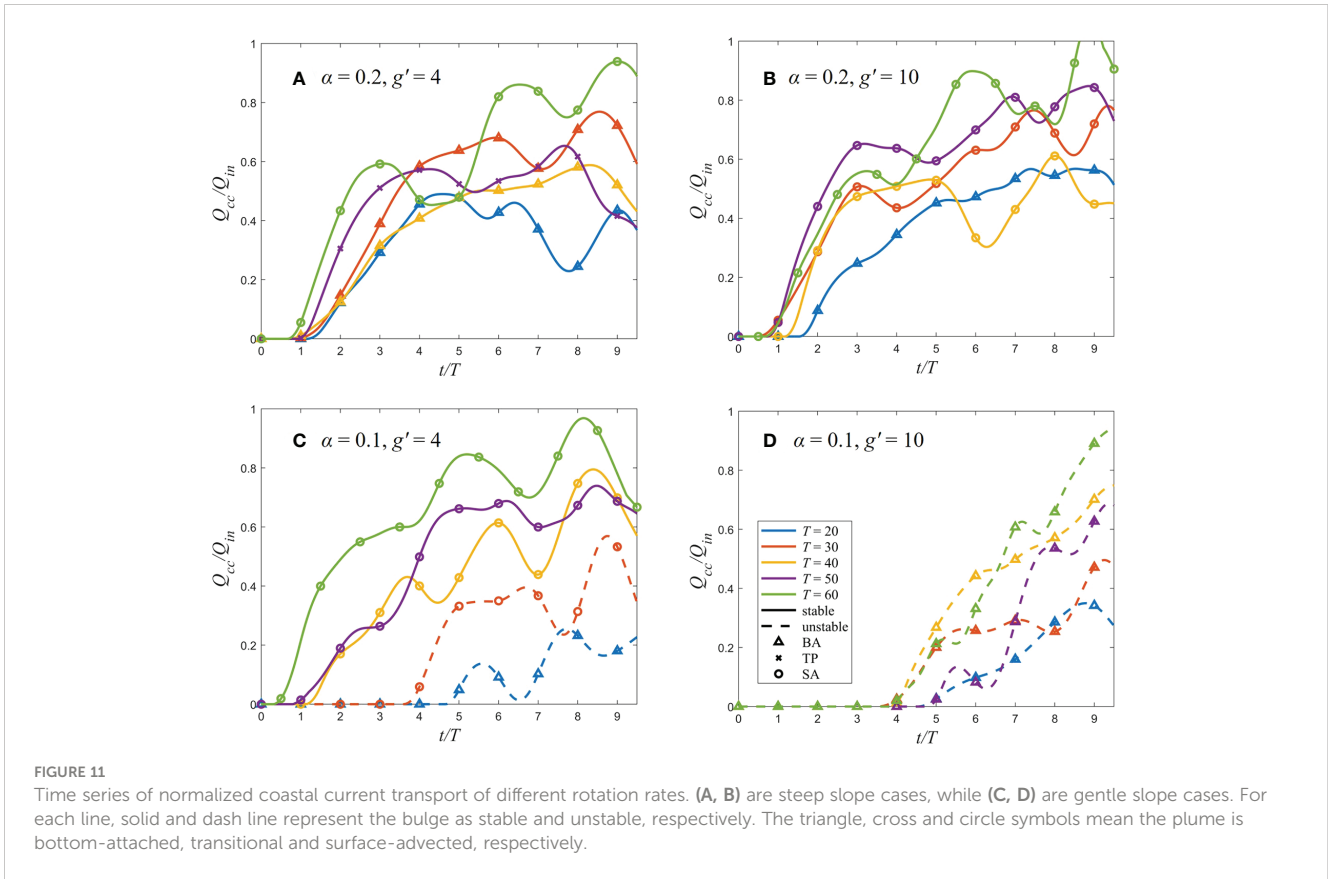 A α = 0.2, g′ = 4
1
0.8
0.6
0.4
0.2
0
Q_cc/Q_in
0 1 2 3 4 5 6 7 8 9
t/T
B α = 0.2, g′ = 10
1
0.8
0.6
0.4
0.2
0
Q_cc/Q_in
0 1 2 3 4 5 6 7 8 9
t/T
C α = 0.1, g′ = 4
1
0.8
0.6
0.4
0.2
0
Q_cc/Q_in
0 1 2 3 4 5 6 7 8 9
t/T
D α = 0.1, g′ = 10
1
0.8
0.6
0.4
0.2
0
Q_cc/Q_in
T = 20
T = 30
T = 40
T = 50
T = 60
stable
unstable
BA
TP
SA
0 1 2 3 4 5 6 7 8 9
t/T
FIGURE 11
Time series of normalized coastal current transport of different rotation rates. (A, B) are steep slope cases, while (C, D) are gentle slope cases. For
each line, solid and dash line represent the bulge as stable and unstable, respectively. The triangle, cross and circle symbols mean the plume is
bottom-attached, transitional and surface-advected, respectively.